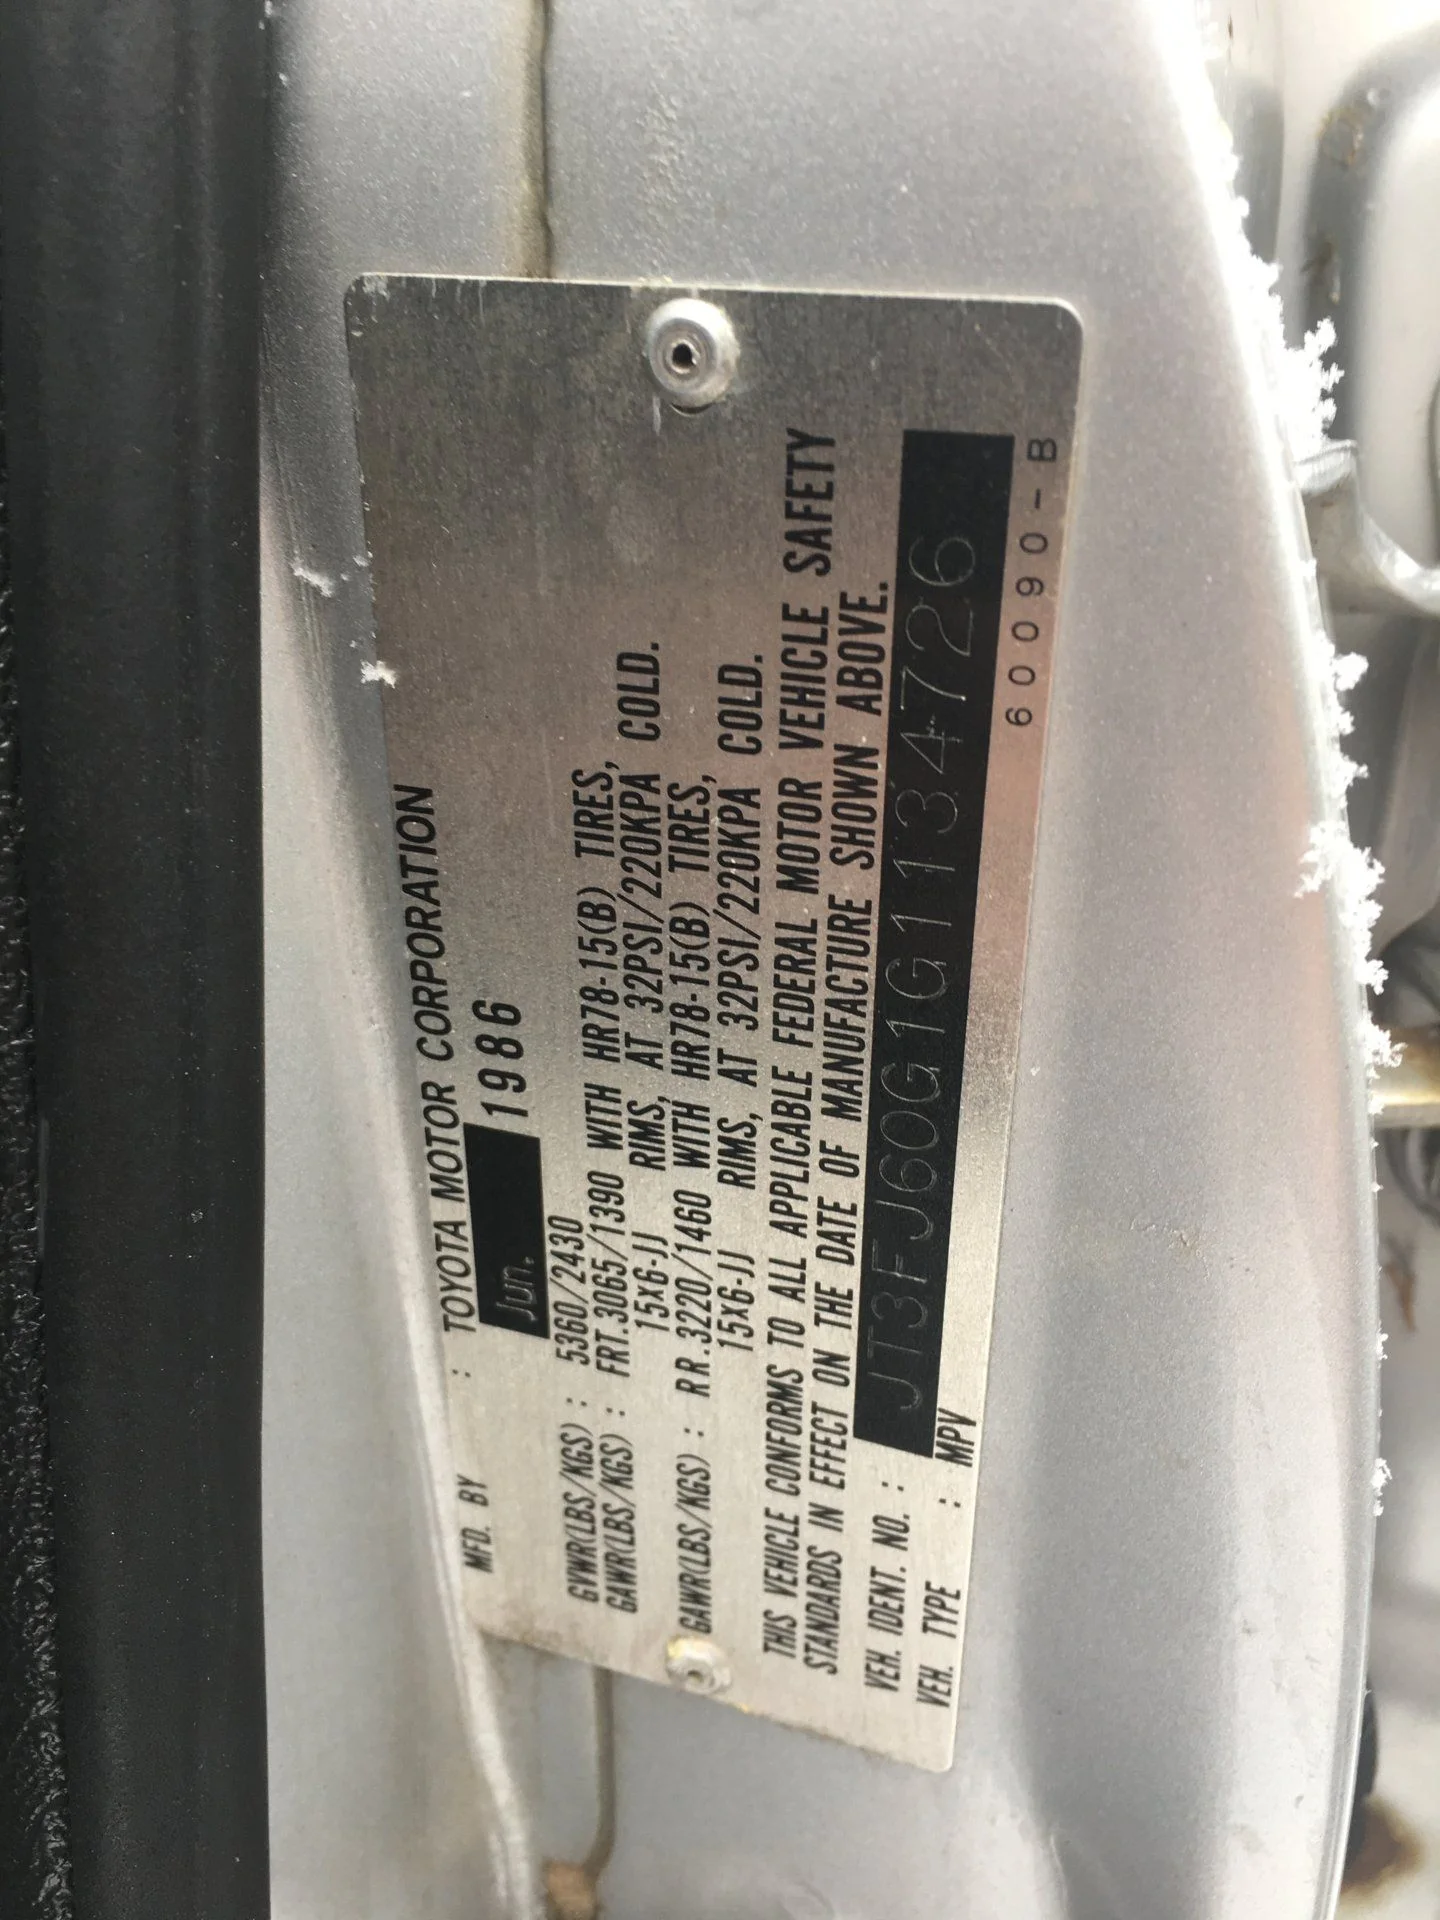 MFD. BY : TOYOTA MOTOR CORPORATION
Jun. 1986
GVWR(LBS/KGS) : 5360/2430
GAWR(LBS/KGS) : FRT.3065/1390 WITH HR78-15(B) TIRES,
15X6-JJ RIMS, AT 32PSI/220KPA COLD.
GAWR(LBS/KGS) : RR.3220/1460 WITH HR78-15(B) TIRES,
15X6-JJ RIMS, AT 32PSI/220KPA COLD.
THIS VEHICLE CONFORMS TO ALL APPLICABLE FEDERAL MOTOR VEHICLE SAFETY
STANDARDS IN EFFECT ON THE DATE OF MANUFACTURE SHOWN ABOVE.
VEH. IDENT. NO. : JT3FJ60G1G1134726
VEH. TYPE : MPV 60090-B